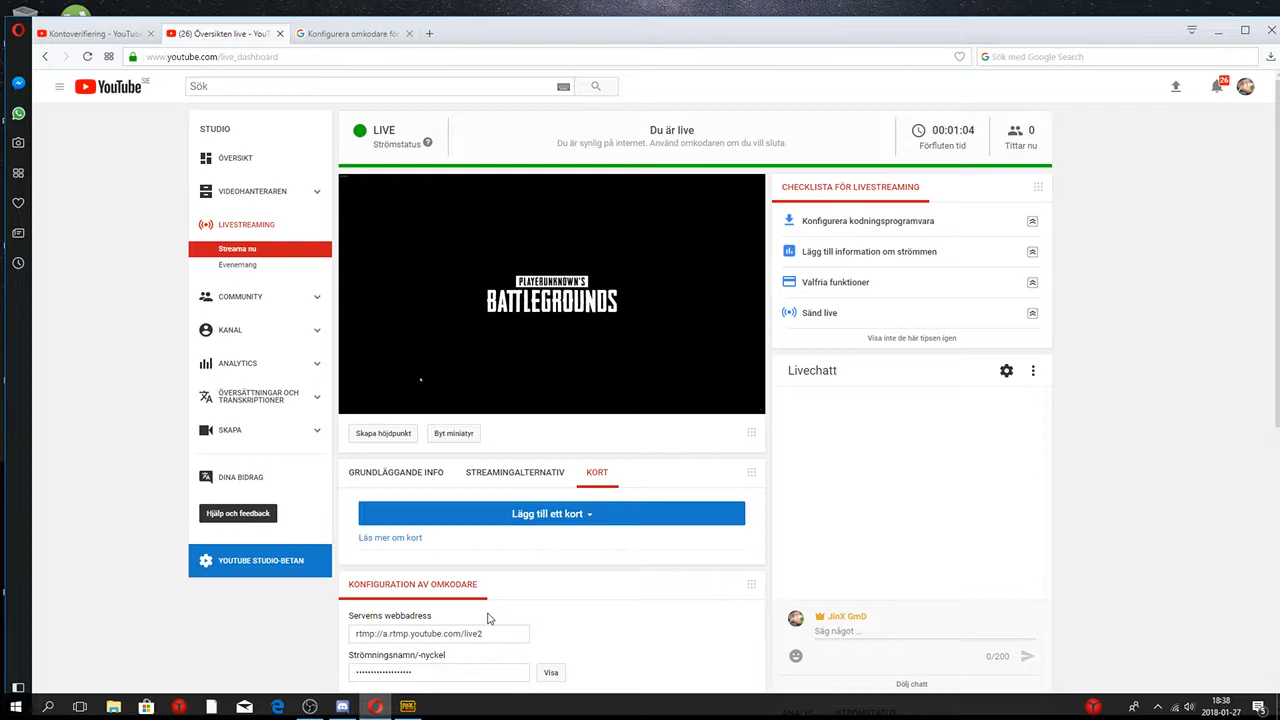 Kontoverifiering - YouTube
(26) Översikten live - YouT
Konfigurera omkodare för
www.youtube.com/live_dashboard
Sök med Google Search
YouTube SE
Sök
26
STUDIO
ÖVERSIKT
VIDEOHANTERAREN
LIVESTREAMING
Streama nu
Evenemang
COMMUNITY
KANAL
ANALYTICS
ÖVERSÄTTNINGAR OCH
TRANSKRIPTIONER
SKAPA
DINA BIDRAG
Hjälp och feedback
YOUTUBE STUDIO-BETAN
LIVE
Strömstatus ?
Du är live
Du är synlig på internet. Använd omkodaren om du vill sluta.
00:01:04
Förfluten tid
0
Tittar nu
PLAYERUNKNOWN'S
BATTLEGROUNDS
Skapa höjdpunkt
Byt miniatyr
GRUNDLÄGGANDE INFO
STREAMINGALTERNATIV
KORT
Lägg till ett kort
Läs mer om kort
KONFIGURATION AV OMKODARE
Serverns webbadress
rtmp://a.rtmp.youtube.com/live2
Strömningsnamn/-nyckel
••••••••••••••••••
Visa
CHECKLISTA FÖR LIVESTREAMING
Konfigurera kodningsprogramvara
Lägg till information om strömmen
Valfria funktioner
Sänd live
Visa inte de här tipsen igen
Livechatt
JinX GmD
Säg något ...
0/200
Dölj chatt
18:38
2018-01-27